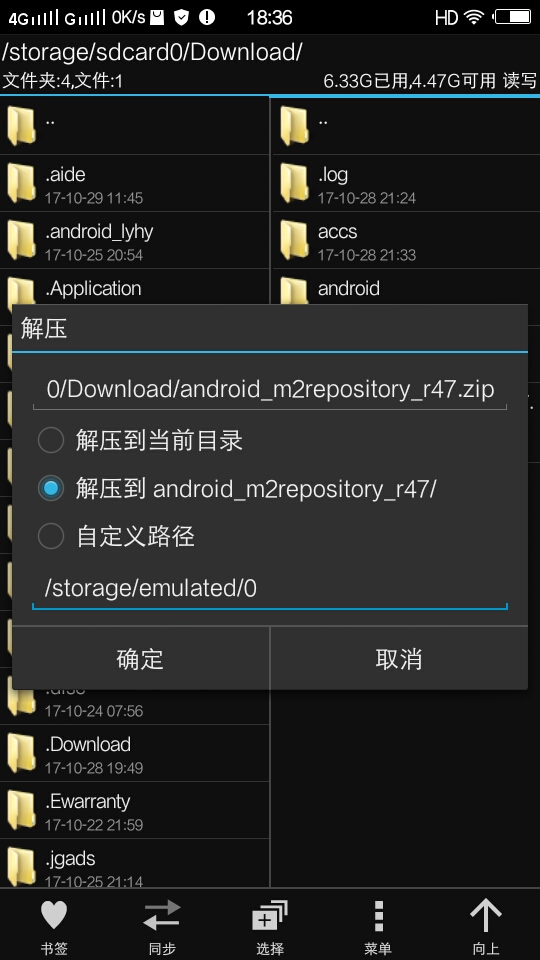 4G G 0K/s 18:36 HD
/storage/sdcard0/Download/
文件夹:4,文件:1 6.33G已用,4.47G可用 读写
.. ..
.aide .log
17-10-29 11:45 17-10-28 21:24
.android_lyhy accs
17-10-25 20:54 17-10-28 21:33
.Application android
解压
0/Download/android_m2repository_r47.zip
解压到当前目录
解压到 android_m2repository_r47/
自定义路径
/storage/emulated/0
确定 取消
17-10-24 07:56
.Download
17-10-28 19:49
.Ewarranty
17-10-22 21:59
.jgads
17-10-25 21:14
书签 同步 选择 菜单 向上